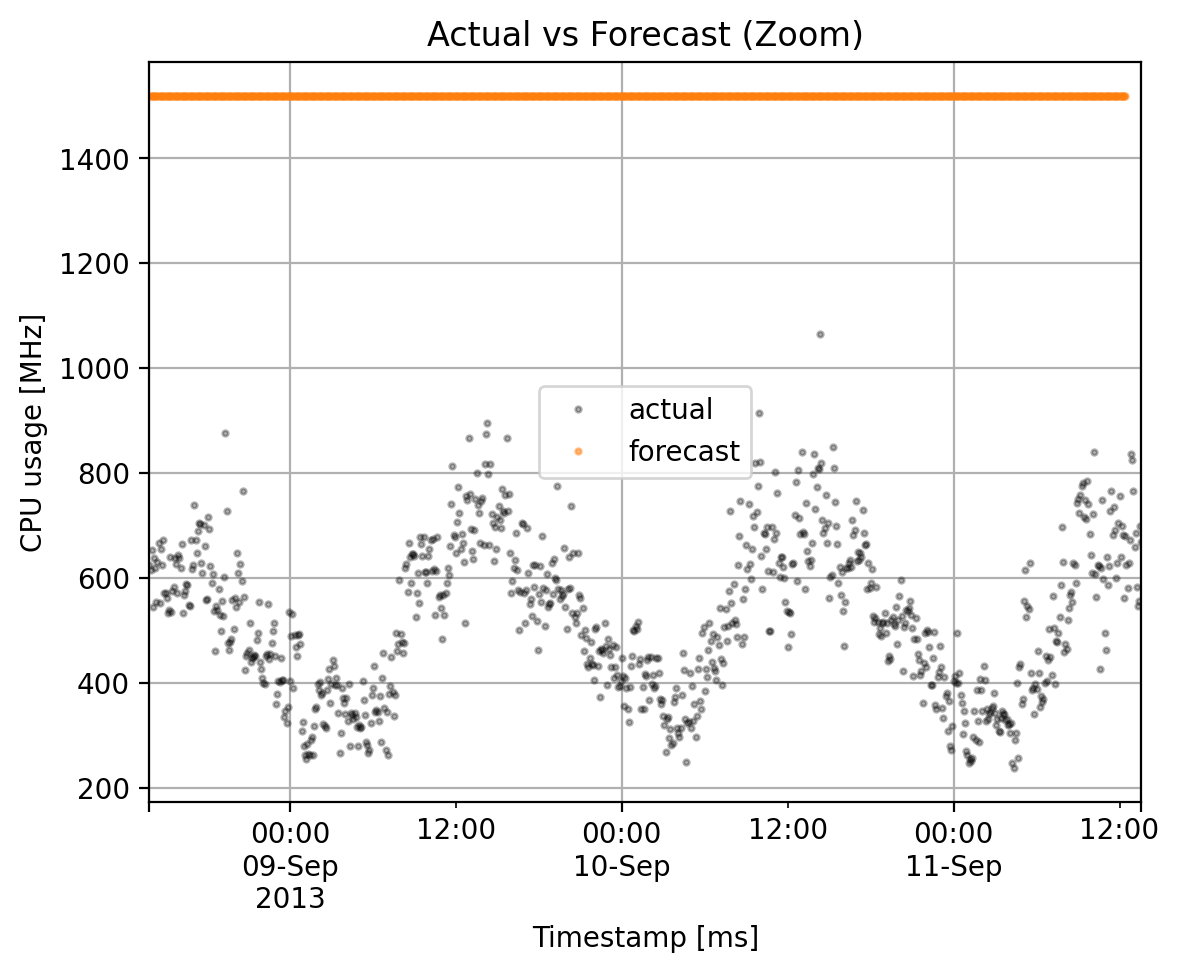 Actual vs Forecast (Zoom)
CPU usage [MHz]
1400
1200
1000
800
600
400
200
actual
forecast
00:00
12:00
00:00
12:00
00:00
12:00
09-Sep
10-Sep
11-Sep
2013
Timestamp [ms]